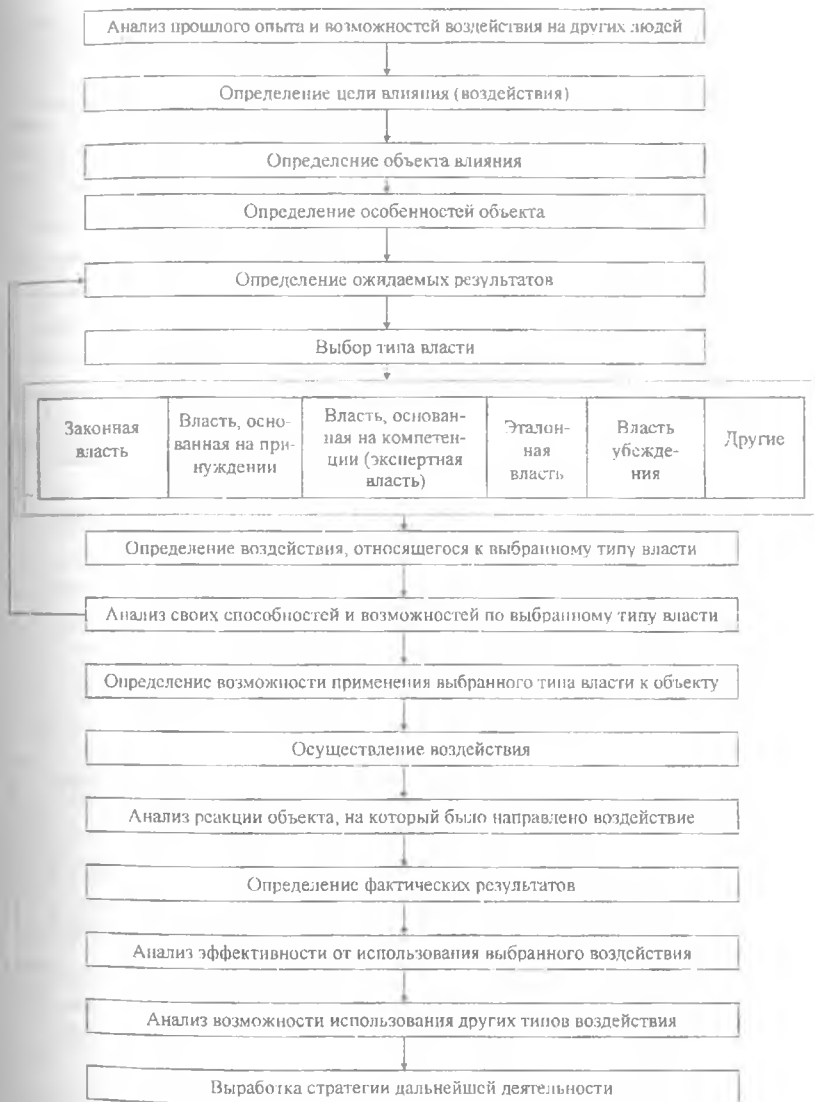 Анализ прошлого опыта и возможностей воздействия на других людей
Определение цели влияния (воздействия)
Определение объекта влияния
Определение особенностей объекта
Определение ожидаемых результатов
Выбор типа власти
Законная
власть
Власть, осно-
ванная на при-
нуждении
Власть, основан-
ная на компетен-
ции (экспертная
власть)
Эталон-
ная
власть
Власть
убежде-
ния
Другие
Определение воздействия, относящегося к выбранному типу власти
Анализ своих способностей и возможностей по выбранному типу власти
Определение возможности применения выбранного типа власти к объекту
Осуществление воздействия
Анализ реакции объекта, на который было направлено воздействие
Определение фактических результатов
Анализ эффективности от использования выбранного воздействия
Анализ возможности использования других типов воздействия
Выработка стратегии дальнейшей деятельности